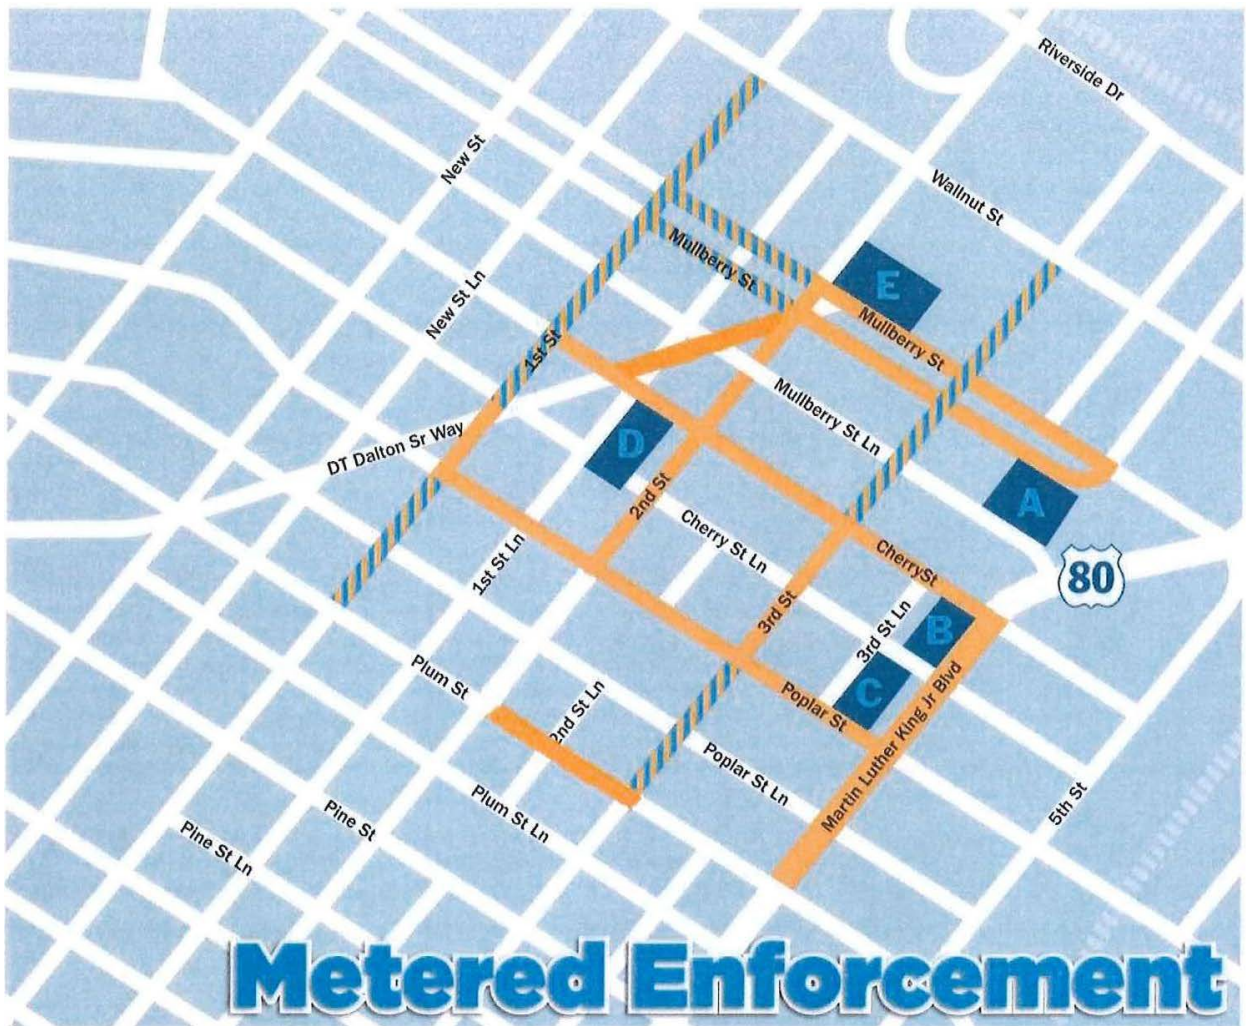 Riverside Dr
New St
Wallnut St
Mullberry St
E
New St Ln
Mullberry St
1st St
Mullberry St Ln
DT Dalton Sr Way
D
2nd St
A
Cherry St Ln
CherrySt
80
1st St Ln
3rd St
3rd St Ln
B
Plum St
C
2nd St Ln
Poplar St
Martin Luther King Jr Blvd
Poplar St Ln
Plum St Ln
5th St
Pine St
Pine St Ln
Metered Enforcement